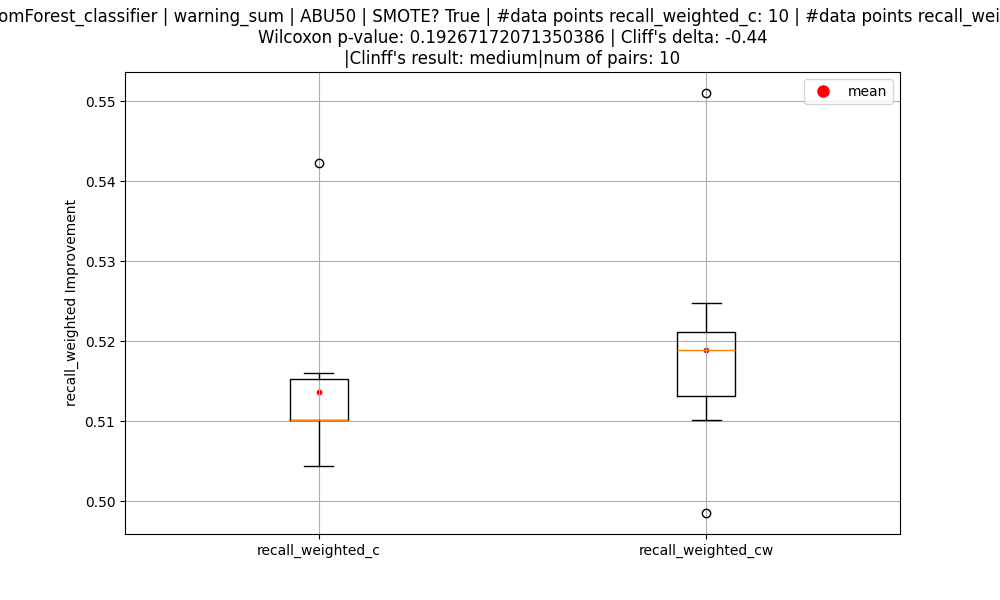 omForest_classifier | warning_sum | ABU50 | SMOTE? True | #data points recall_weighted_c: 10 | #data points recall_wei
Wilcoxon p-value: 0.19267172071350386 | Cliff's delta: -0.44
|Clinff's result: medium|num of pairs: 10
mean
0.55
0.54
0.53
0.52
0.51
0.50
recall_weighted Improvement
recall_weighted_c
recall_weighted_cw